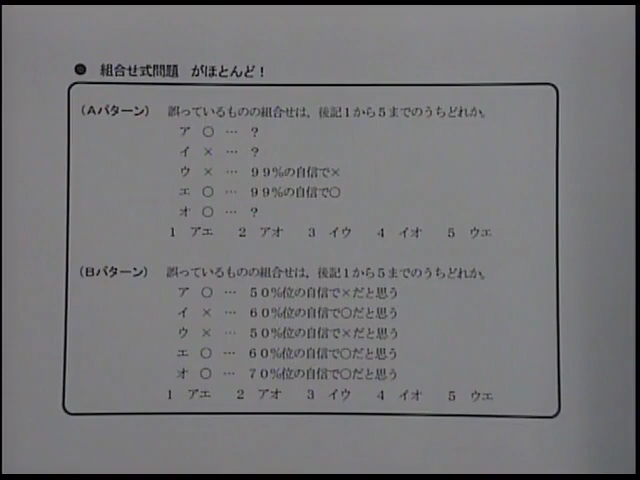 ● 組合せ式問題 がほとんど！
（Aパターン） 誤っているものの組合せは、後記１から５までのうちどれか。
ア ○ … ？
イ × … ？
ウ × … ９９％の自信で×
エ ○ … ９９％の自信で○
オ ○ … ？
１ アエ ２ アオ ３ イウ ４ イオ ５ ウエ
（Bパターン） 誤っているものの組合せは、後記１から５までのうちどれか。
ア ○ … ５０％位の自信で×だと思う
イ × … ６０％位の自信で○だと思う
ウ × … ５０％位の自信で×だと思う
エ ○ … ６０％位の自信で○だと思う
オ ○ … ７０％位の自信で○だと思う
１ アエ ２ アオ ３ イウ ４ イオ ５ ウエ